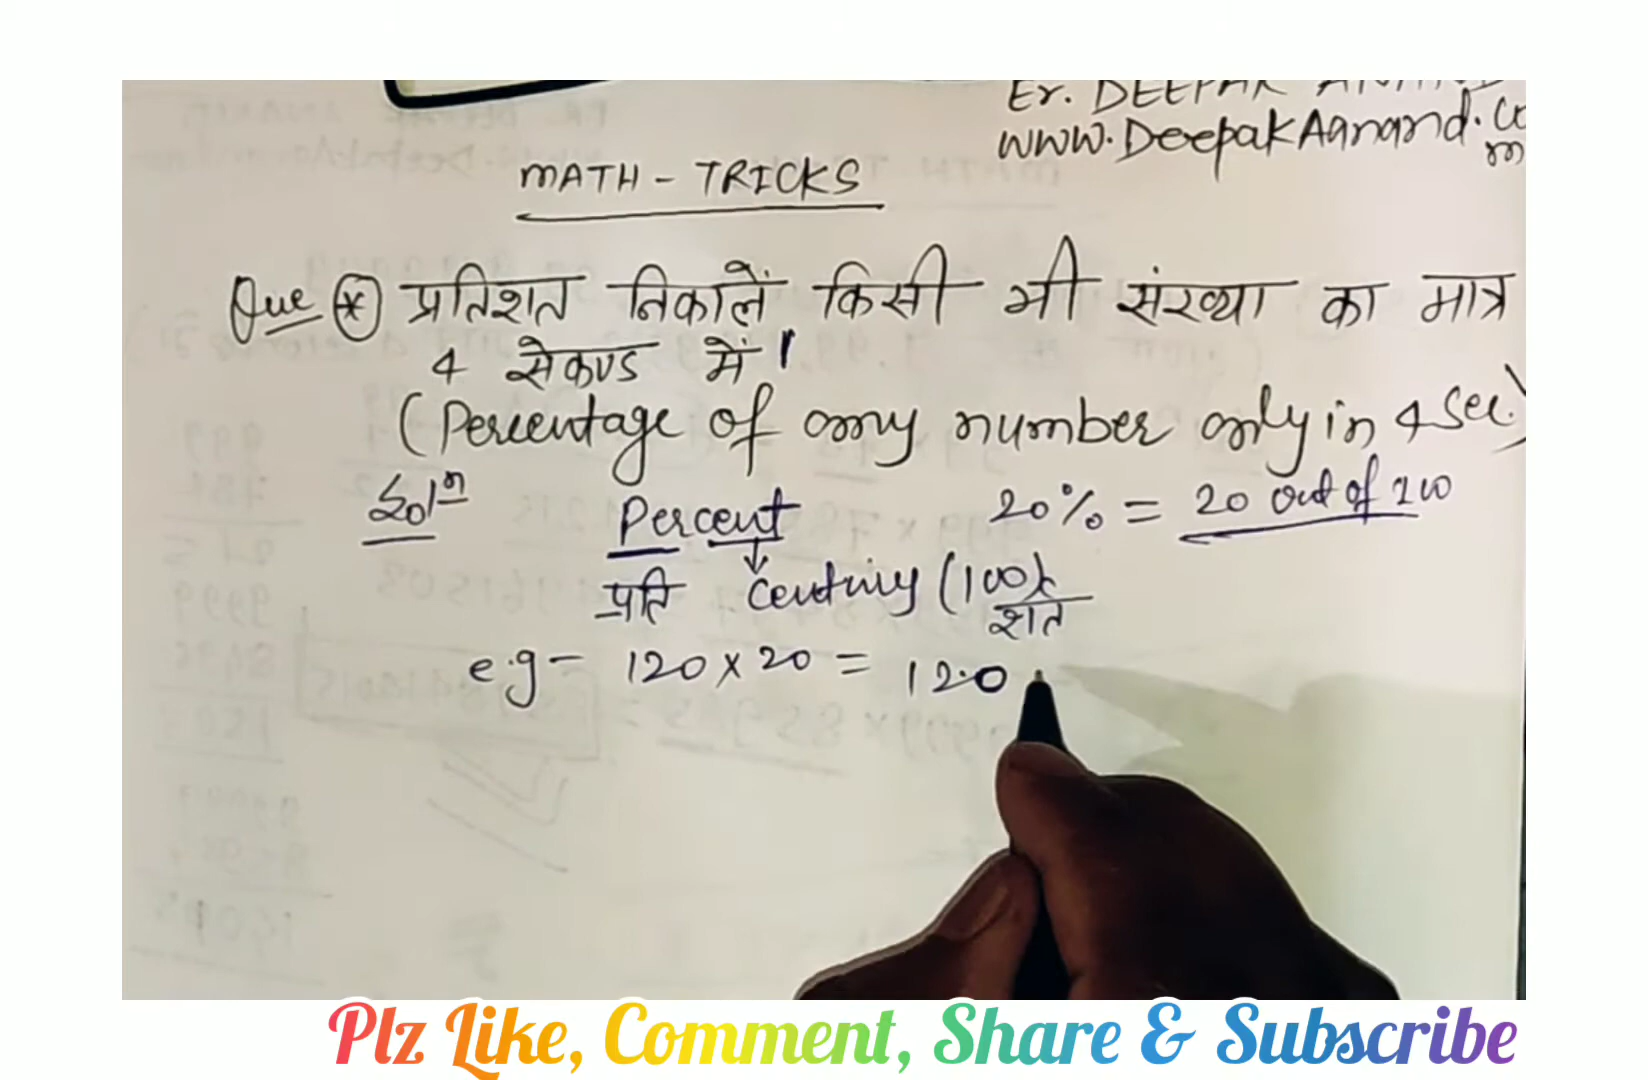 Er. DEEPAK
www.DeepakAanand.co
m
MATH - TRICKS
Que * प्रतिशत निकालें किसी भी संख्या का मात्र
4 सेकण्ड में।
(Percentage of any number only in 4 Sec.)
Solⁿ Percent 20% = 20 out of 100
प्रति Century (100)
शत
e.g - 120 x 20 = 12.0
Plz Like, Comment, Share & Subscribe